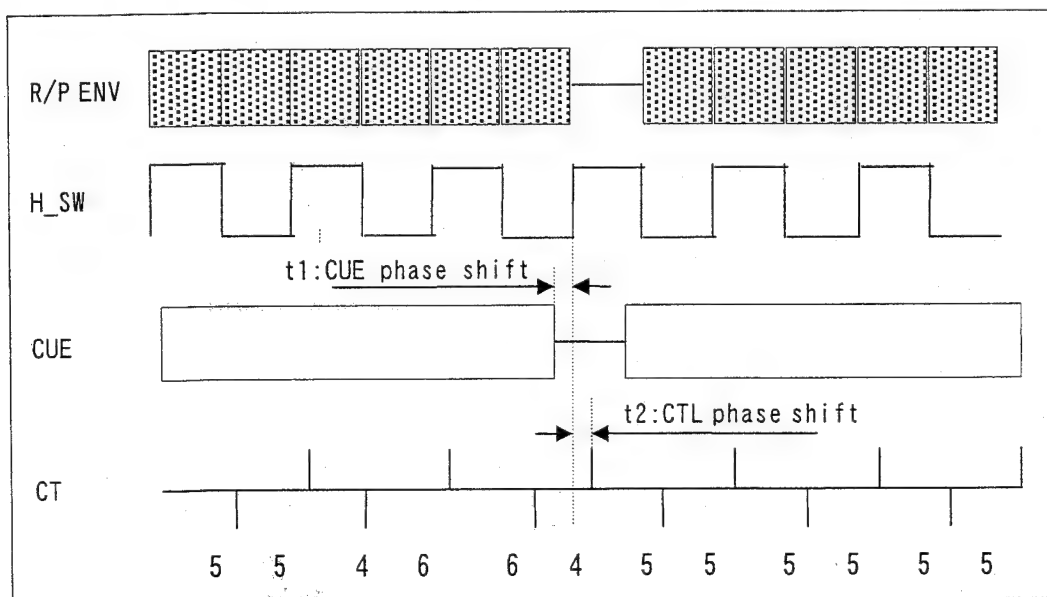 R/P ENV
H_SW
t1:CUE phase shift
CUE
t2:CTL phase shift
CT
5 5 4 6 6 4 5 5 5 5 5 5